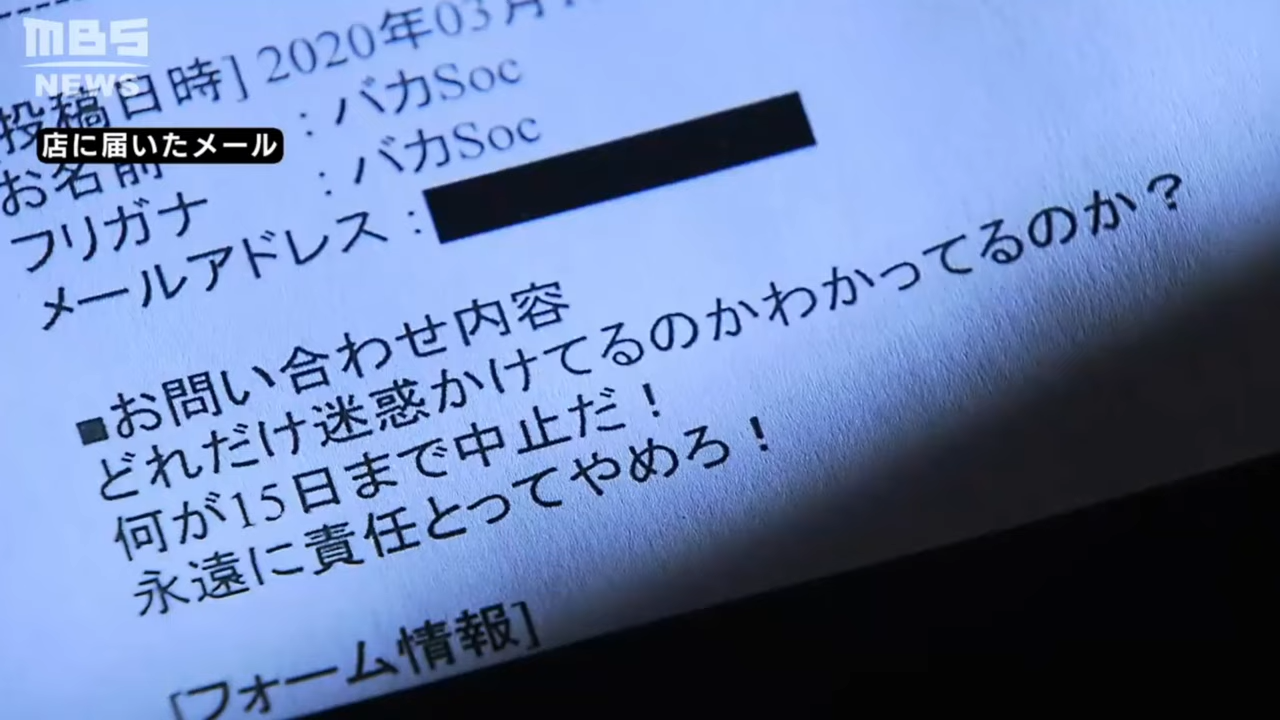 MBS
NEWS
投稿日時] 2020年03月
店に届いたメール
お名前 : バカSoc
フリガナ : バカSoc
メールアドレス :
■お問い合わせ内容
どれだけ迷惑かけてるのかわかってるのか？
何が15日まで中止だ！
永遠に責任とってやめろ！
[フォーム情報]